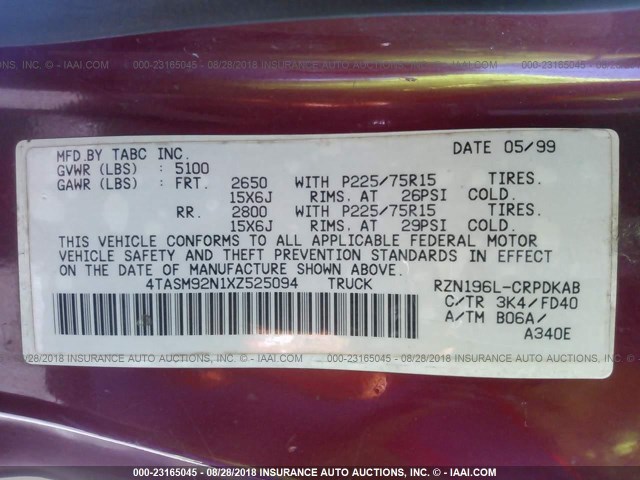 INSURANCE AUTO AUCTIONS, INC. - IAAI.COM 000-23165045 - 08/28/2018 INSURANCE AUTO AUCTIONS, INC. - IAAI.COM 000-23165045 - 08/28/2018
MFD.BY TABC INC. DATE 05/99
GVWR (LBS) : 5100
GAWR (LBS) : FRT. 2650 WITH P225/75R15 TIRES.
15X6J RIMS. AT 26PSI COLD.
RR. 2800 WITH P225/75R15 TIRES.
15X6J RIMS. AT 29PSI COLD.
THIS VEHICLE CONFORMS TO ALL APPLICABLE FEDERAL MOTOR
VEHICLE SAFETY AND THEFT PREVENTION STANDARDS IN EFFECT
ON THE DATE OF MANUFACTURE SHOWN ABOVE.
4TASM92N1XZ525094 TRUCK RZN196L-CRPDKAB
C/TR 3K4/FD40
A/TM B06A/
A340E
08/28/2018 INSURANCE AUTO AUCTIONS, INC. - IAAI.COM 000-23165045 - 08/28/2018 INSURANCE AUTO AUCTIONS, INC. - IAAI.COM
000-23165045 - 08/28/2018 INSURANCE AUTO AUCTIONS, INC. - IAAI.COM